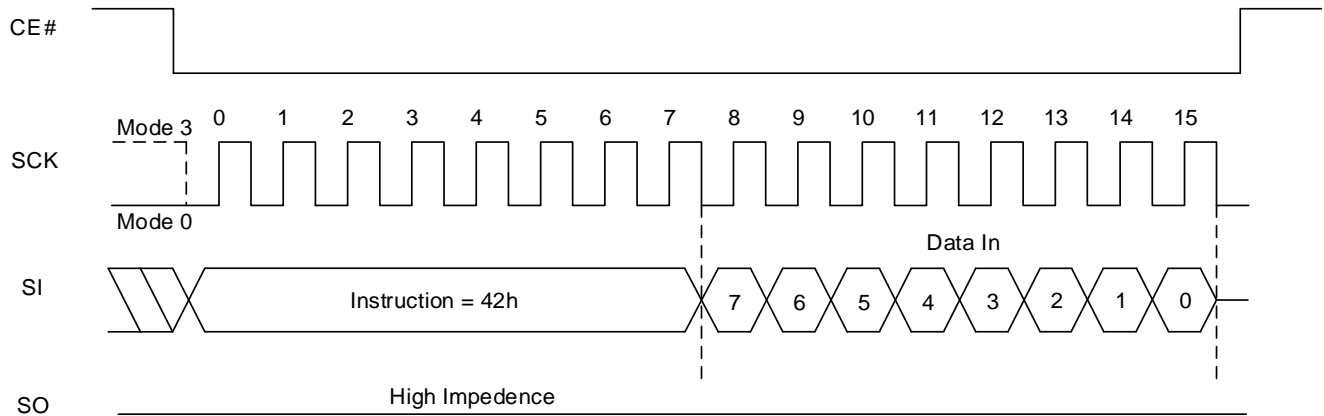 CE#
0 1 2 3 4 5 6 7 8 9 10 11 12 13 14 15
Mode 3
SCK
Mode 0
Data In
SI
Instruction = 42h
7 6 5 4 3 2 1 0
High Impedence
SO